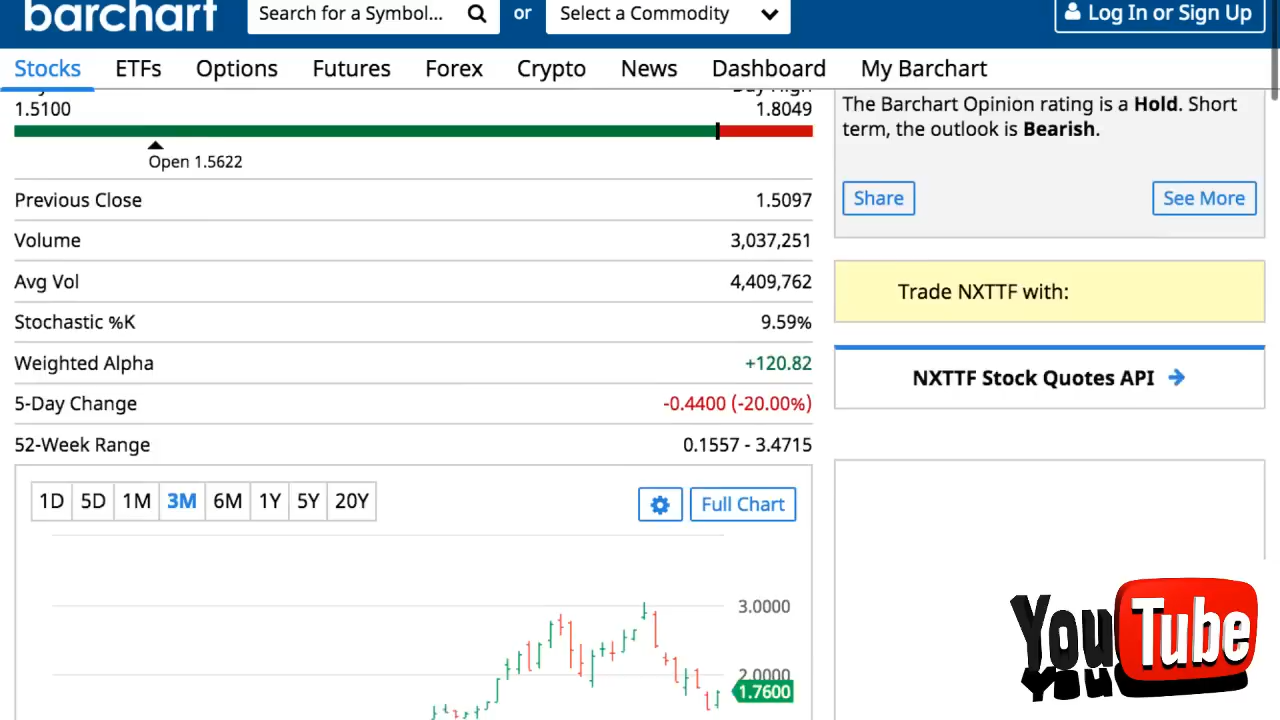 barchart
Search for a Symbol...
or
Select a Commodity
Log In or Sign Up
Stocks
ETFs
Options
Futures
Forex
Crypto
News
Dashboard
My Barchart
1.5100
1.8049
Open 1.5622
Previous Close 1.5097
Volume 3,037,251
Avg Vol 4,409,762
Stochastic %K 9.59%
Weighted Alpha +120.82
5-Day Change -0.4400 (-20.00%)
52-Week Range 0.1557 - 3.4715
1D 5D 1M 3M 6M 1Y 5Y 20Y
Full Chart
3.0000
2.0000
1.7600
The Barchart Opinion rating is a Hold. Short
term, the outlook is Bearish.
Share
See More
Trade NXTTF with:
NXTTF Stock Quotes API
YouTube